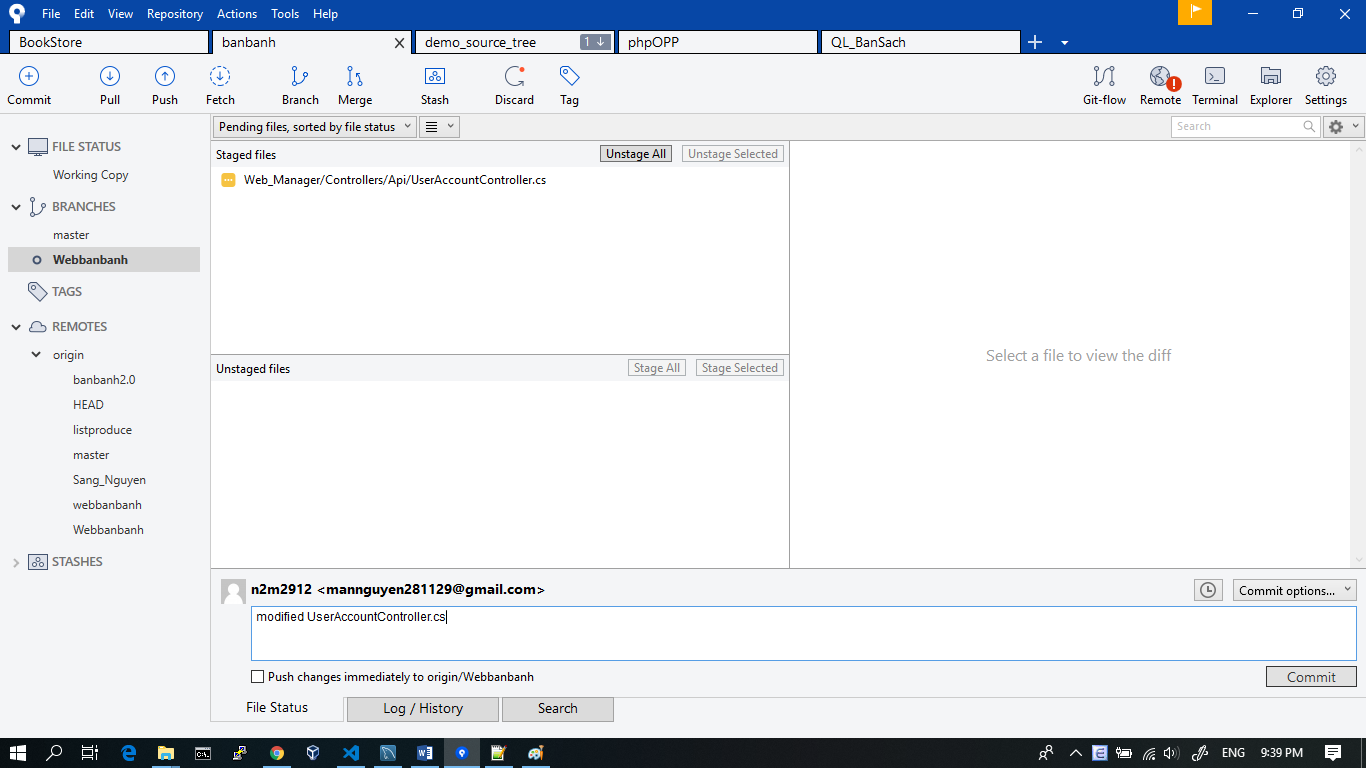 File Edit View Repository Actions Tools Help
BookStore banbanh demo_source_tree 1 phpOPP QL_BanSach
Commit Pull Push Fetch Branch Merge Stash Discard Tag Git-flow Remote Terminal Explorer Settings
Pending files, sorted by file status Search
FILE STATUS
Working Copy
BRANCHES
master
Webbanbanh
TAGS
REMOTES
origin
banbanh2.0
HEAD
listproduce
master
Sang_Nguyen
webbanbanh
Webbanbanh
STASHES
Staged files Unstage All Unstage Selected
Web_Manager/Controllers/Api/UserAccountController.cs
Unstaged files Stage All Stage Selected
Select a file to view the diff
n2m2912 <mannguyen281129@gmail.com> Commit options...
modified UserAccountController.cs
Push changes immediately to origin/Webbanbanh Commit
File Status Log / History Search
ENG 9:39 PM